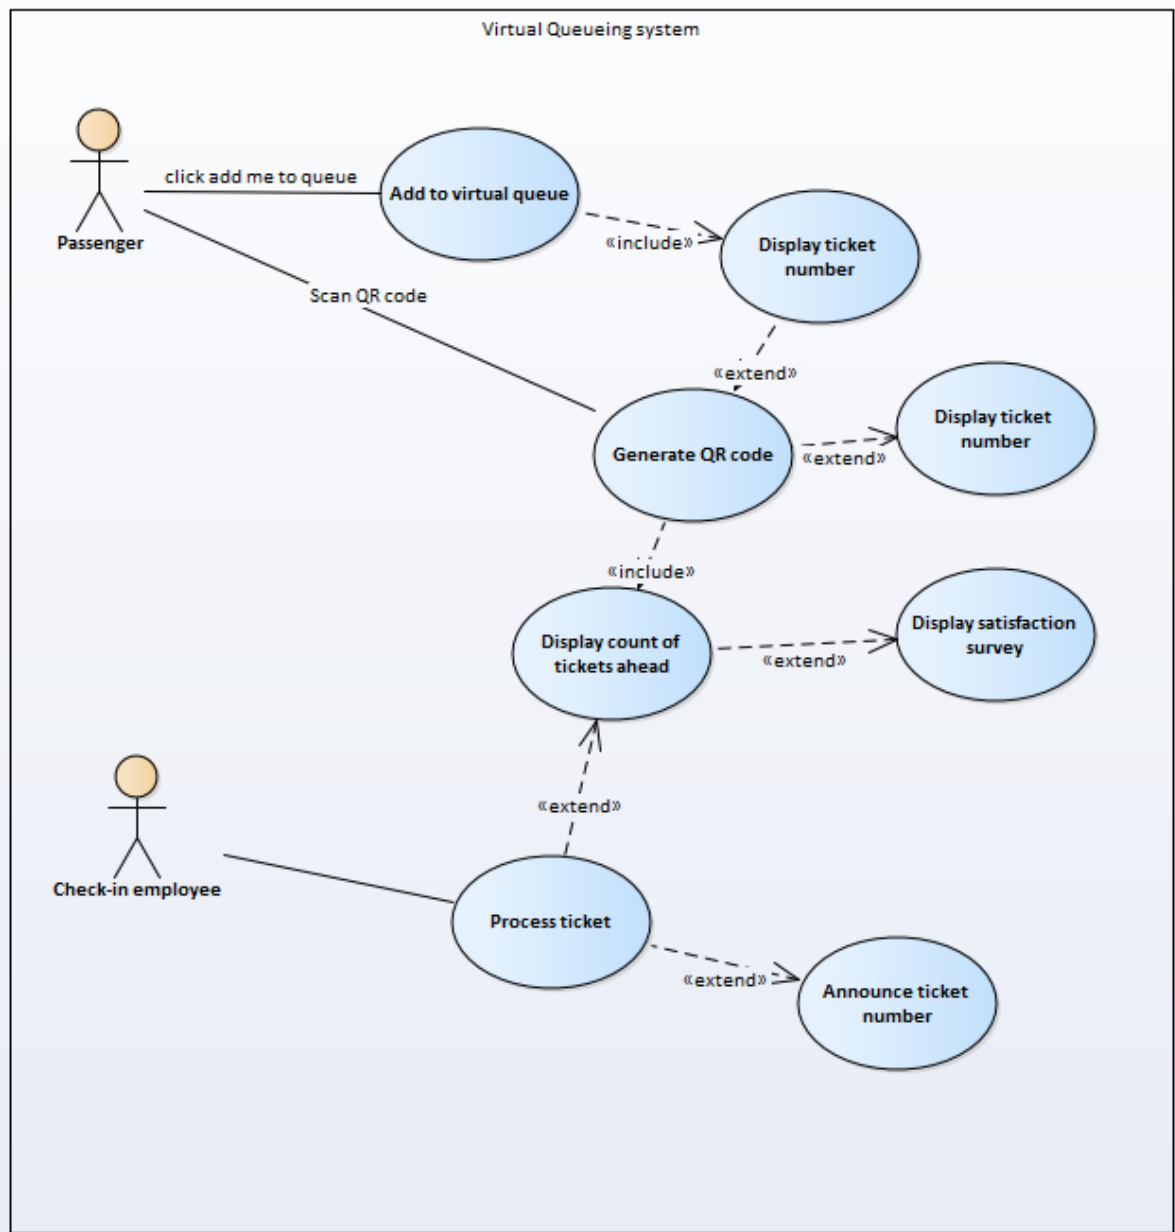 Virtual Queueing system
click add me to queue
Add to virtual queue
Passenger
«include»
Display ticket
number
Scan QR code
«extend»
Display ticket
number
Generate QR code
«extend»
«include»
Display count of
tickets ahead
Display satisfaction
survey
«extend»
«extend»
Check-in employee
Process ticket
«extend»
Announce ticket
number